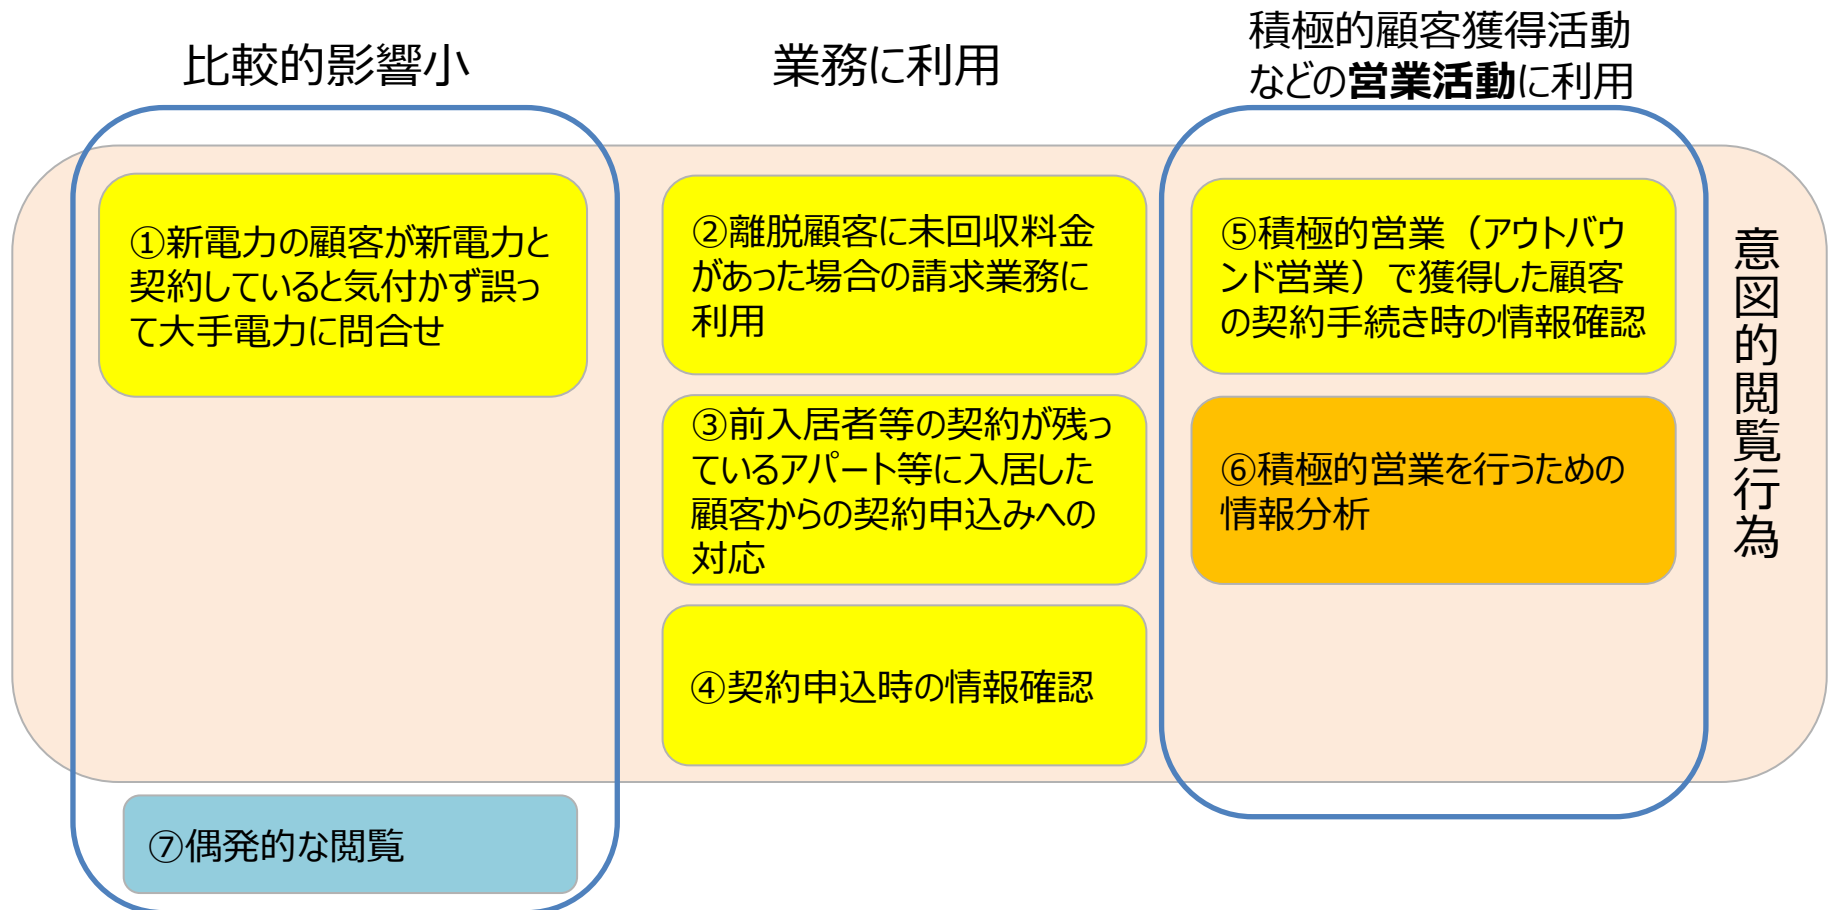 比較的影響小
業務に利用
積極的顧客獲得活動
などの営業活動に利用
①新電力の顧客が新電力と
契約していると気付かず誤っ
て大手電力に問合せ
②離脱顧客に未回収料金
があった場合の請求業務に
利用
③前入居者等の契約が残っ
ているアパート等に入居した
顧客からの契約申込みへの
対応
④契約申込時の情報確認
⑤積極的営業（アウトバウ
ンド営業）で獲得した顧客
の契約手続き時の情報確認
⑥積極的営業を行うための
情報分析
意図的閲覧行為
⑦偶発的な閲覧